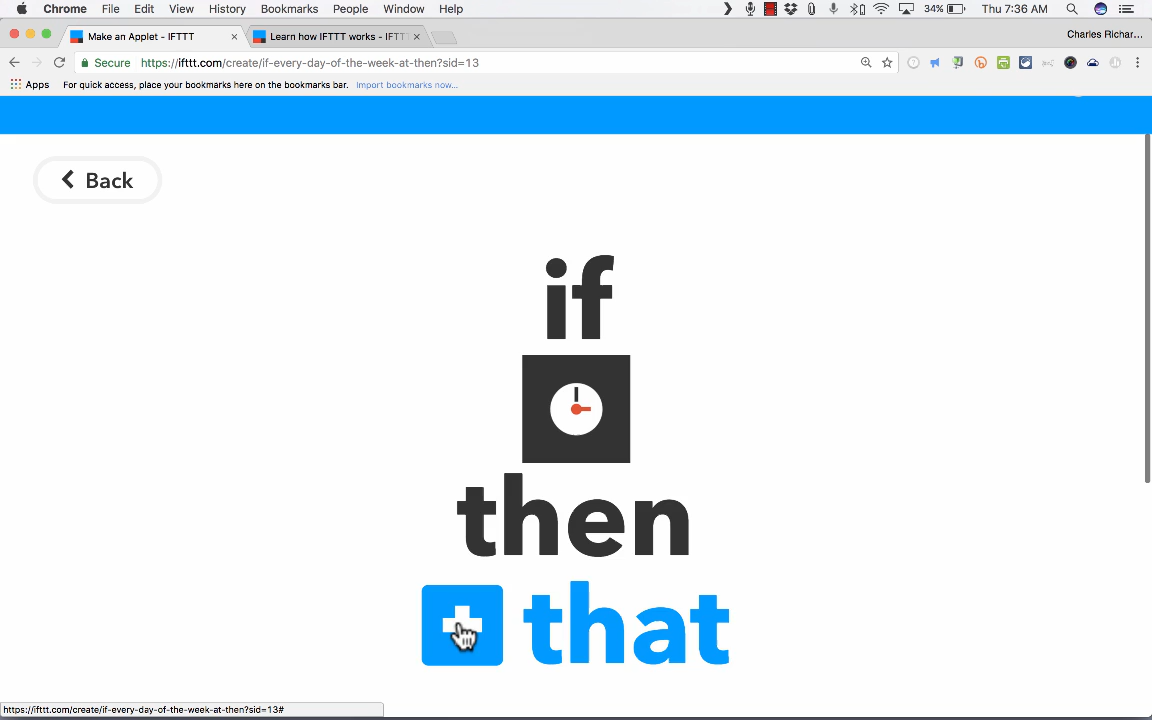 Chrome File Edit View History Bookmarks People Window Help 34% Thu 7:36 AM
Make an Applet - IFTTT Learn how IFTTT works - IFTT Charles Richar...
Secure https://ifttt.com/create/if-every-day-of-the-week-at-then?sid=13
Apps For quick access, place your bookmarks here on the bookmarks bar. Import bookmarks now...
Back
if
then
that
https://ifttt.com/create/if-every-day-of-the-week-at-then?sid=13#